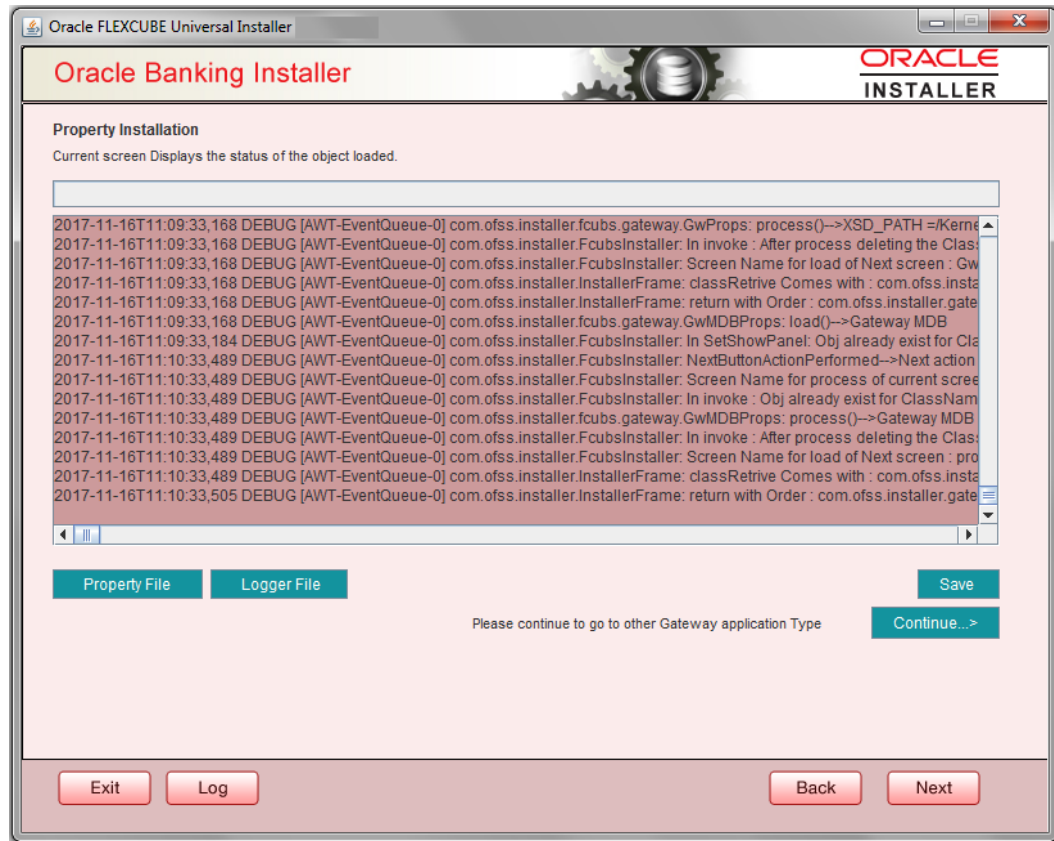 Oracle FLEXCUBE Universal Installer
Oracle Banking Installer
ORACLE
INSTALLER
Property Installation
Current screen Displays the status of the object loaded.
2017-11-16T11:09:33,168 DEBUG [AWT-EventQueue-0] com.ofss.installer.fcubs.gateway.GwProps: process()-->XSD_PATH =/Kerne
2017-11-16T11:09:33,168 DEBUG [AWT-EventQueue-0] com.ofss.installer.FcubsInstaller: In invoke : After process deleting the Clas
2017-11-16T11:09:33,168 DEBUG [AWT-EventQueue-0] com.ofss.installer.FcubsInstaller: Screen Name for load of Next screen : Gw
2017-11-16T11:09:33,168 DEBUG [AWT-EventQueue-0] com.ofss.installer.InstallerFrame: classRetrive Comes with : com.ofss.insta
2017-11-16T11:09:33,168 DEBUG [AWT-EventQueue-0] com.ofss.installer.InstallerFrame: return with Order : com.ofss.installer.gate
2017-11-16T11:09:33,168 DEBUG [AWT-EventQueue-0] com.ofss.installer.fcubs.gateway.GwMDBProps: load()-->Gateway MDB
2017-11-16T11:09:33,184 DEBUG [AWT-EventQueue-0] com.ofss.installer.FcubsInstaller: In SetShowPanel: Obj already exist for Cla
2017-11-16T11:10:33,489 DEBUG [AWT-EventQueue-0] com.ofss.installer.FcubsInstaller: NextButtonActionPerformed-->Next action
2017-11-16T11:10:33,489 DEBUG [AWT-EventQueue-0] com.ofss.installer.FcubsInstaller: Screen Name for process of current scree
2017-11-16T11:10:33,489 DEBUG [AWT-EventQueue-0] com.ofss.installer.FcubsInstaller: In invoke : Obj already exist for ClassNam
2017-11-16T11:10:33,489 DEBUG [AWT-EventQueue-0] com.ofss.installer.fcubs.gateway.GwMDBProps: process()-->Gateway MDB
2017-11-16T11:10:33,489 DEBUG [AWT-EventQueue-0] com.ofss.installer.FcubsInstaller: In invoke : After process deleting the Clas
2017-11-16T11:10:33,489 DEBUG [AWT-EventQueue-0] com.ofss.installer.FcubsInstaller: Screen Name for load of Next screen : pro
2017-11-16T11:10:33,489 DEBUG [AWT-EventQueue-0] com.ofss.installer.InstallerFrame: classRetrive Comes with : com.ofss.insta
2017-11-16T11:10:33,505 DEBUG [AWT-EventQueue-0] com.ofss.installer.InstallerFrame: return with Order : com.ofss.installer.gate
Property File Logger File Save
Please continue to go to other Gateway application Type Continue...>
Exit Log Back Next